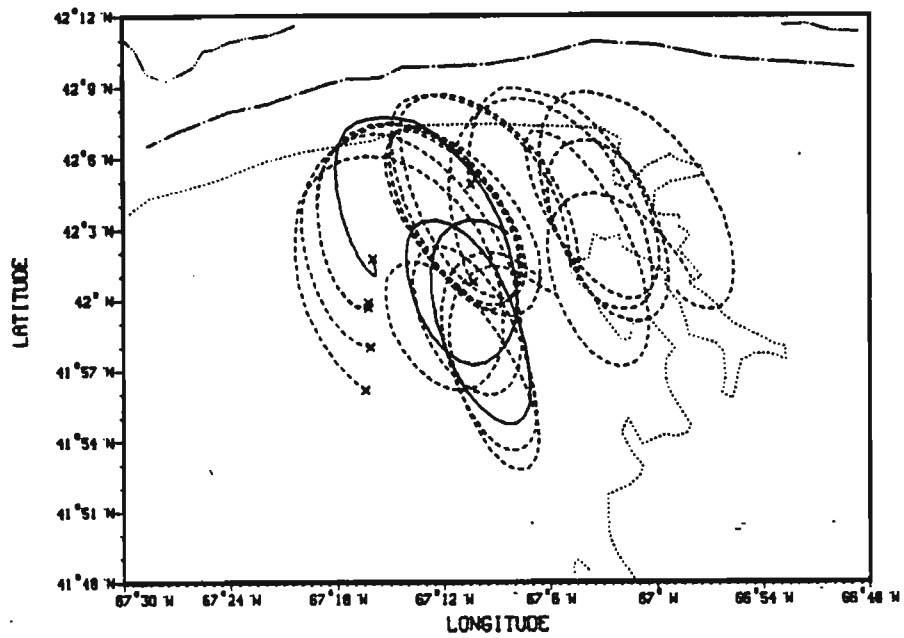 42°12 W
42° 9 W
42° 6 W
42° 3 W
42° W
41°57 W
41°54 W
41°51 W
41°48 W
LATITUDE
67°30 W
67°24 W
67°18 W
67°12 W
67°6 W
67° W
66°54 W
66°48 W
LONGITUDE